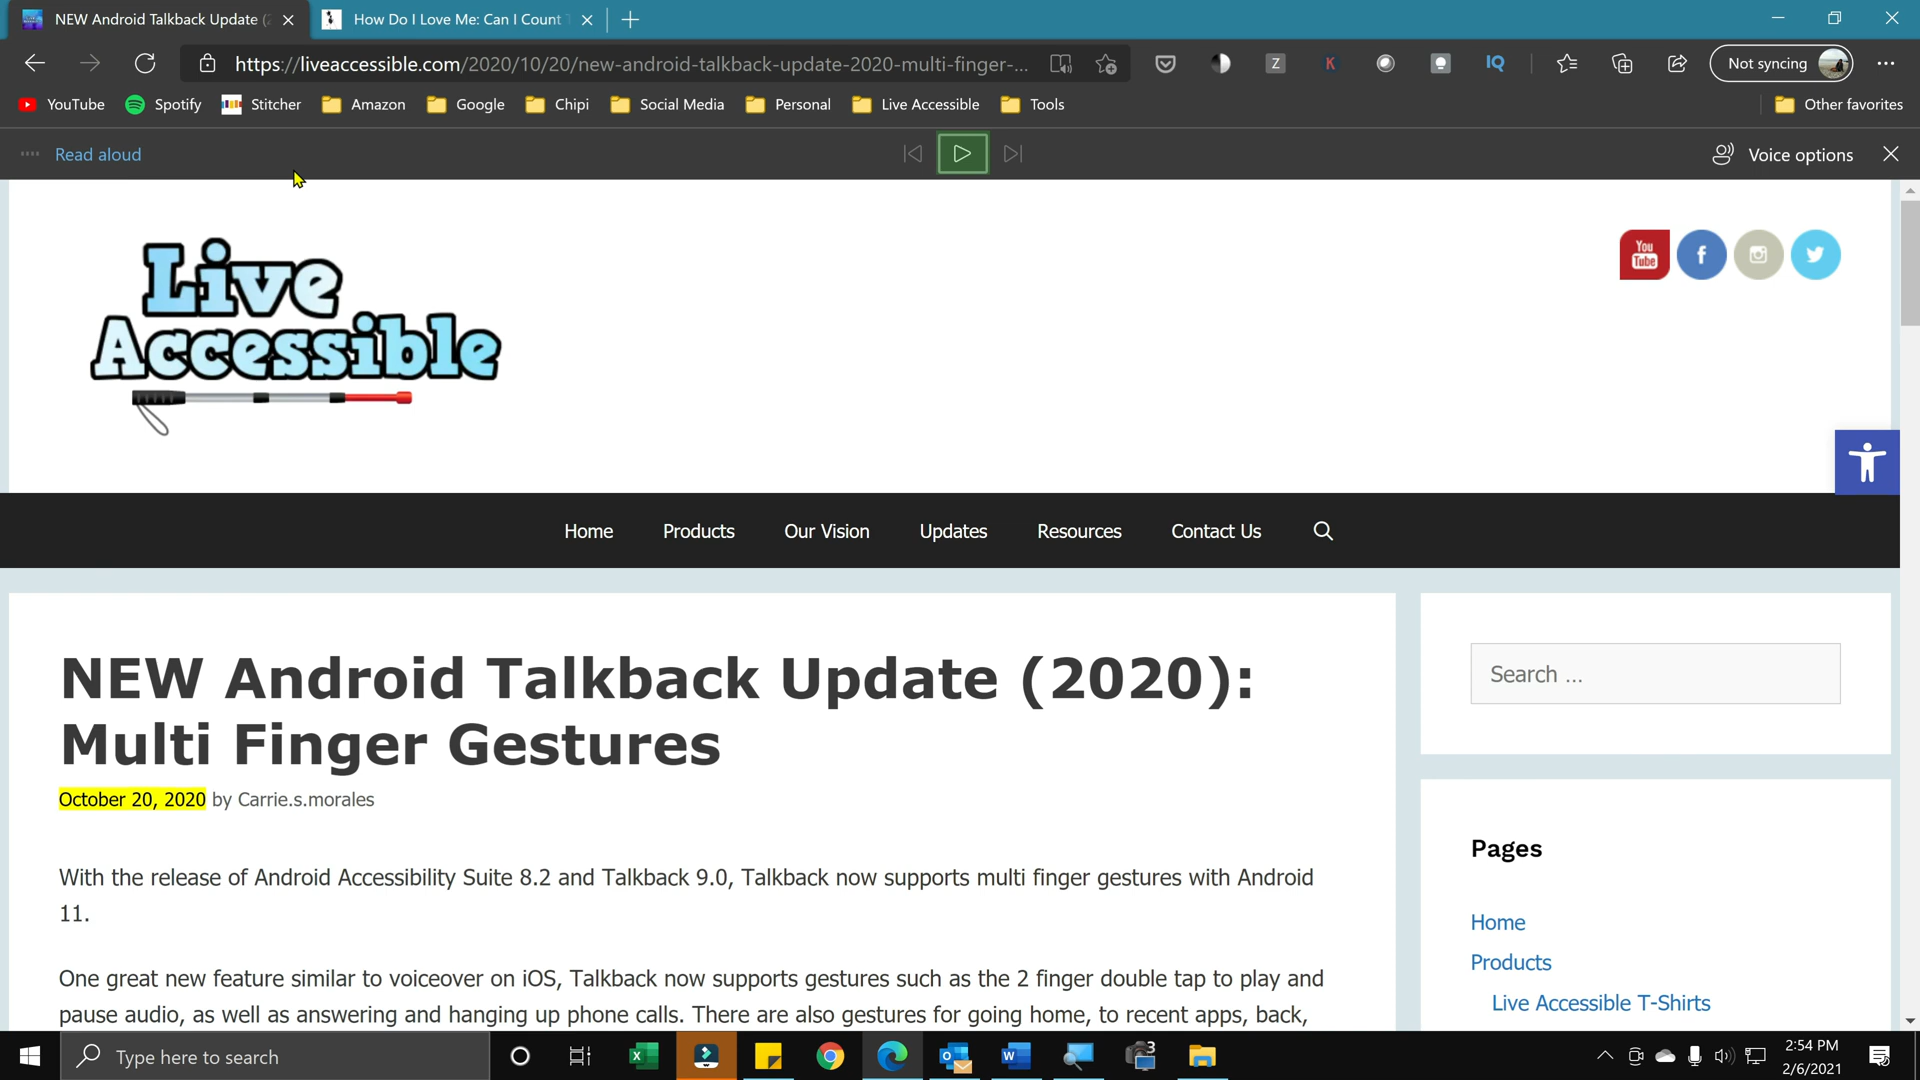 NEW Android Talkback Update (2
How Do I Love Me: Can I Count T
https://liveaccessible.com/2020/10/20/new-android-talkback-update-2020-multi-finger-...
Z
K
IQ
Not syncing
YouTube
Spotify
Stitcher
Amazon
Google
Chipi
Social Media
Personal
Live Accessible
Tools
Other favorites
Read aloud
Voice options
Live
Accessible
You
Tube
f
Home
Products
Our Vision
Updates
Resources
Contact Us
NEW Android Talkback Update (2020):
Multi Finger Gestures
October 20, 2020 by Carrie.s.morales
With the release of Android Accessibility Suite 8.2 and Talkback 9.0, Talkback now supports multi finger gestures with Android
11.
One great new feature similar to voiceover on iOS, Talkback now supports gestures such as the 2 finger double tap to play and
pause audio, as well as answering and hanging up phone calls. There are also gestures for going home, to recent apps, back,
Search ...
Pages
Home
Products
Live Accessible T-Shirts
Type here to search
3
2:54 PM
2/6/2021